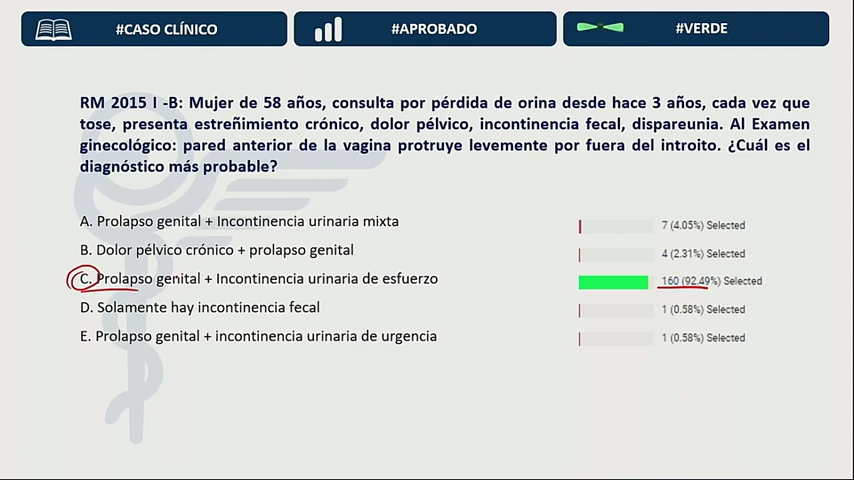 #CASO CLÍNICO
#APROBADO
#VERDE
RM 2015 I -B: Mujer de 58 años, consulta por pérdida de orina desde hace 3 años, cada vez que
tose, presenta estreñimiento crónico, dolor pélvico, incontinencia fecal, dispareunia. Al Examen
ginecológico: pared anterior de la vagina protruye levemente por fuera del introito. ¿Cuál es el
diagnóstico más probable?
A. Prolapso genital + Incontinencia urinaria mixta 7 (4.05%) Selected
B. Dolor pélvico crónico + prolapso genital 4 (2.31%) Selected
C. Prolapso genital + Incontinencia urinaria de esfuerzo 160 (92.49%) Selected
D. Solamente hay incontinencia fecal 1 (0.58%) Selected
E. Prolapso genital + incontinencia urinaria de urgencia 1 (0.58%) Selected